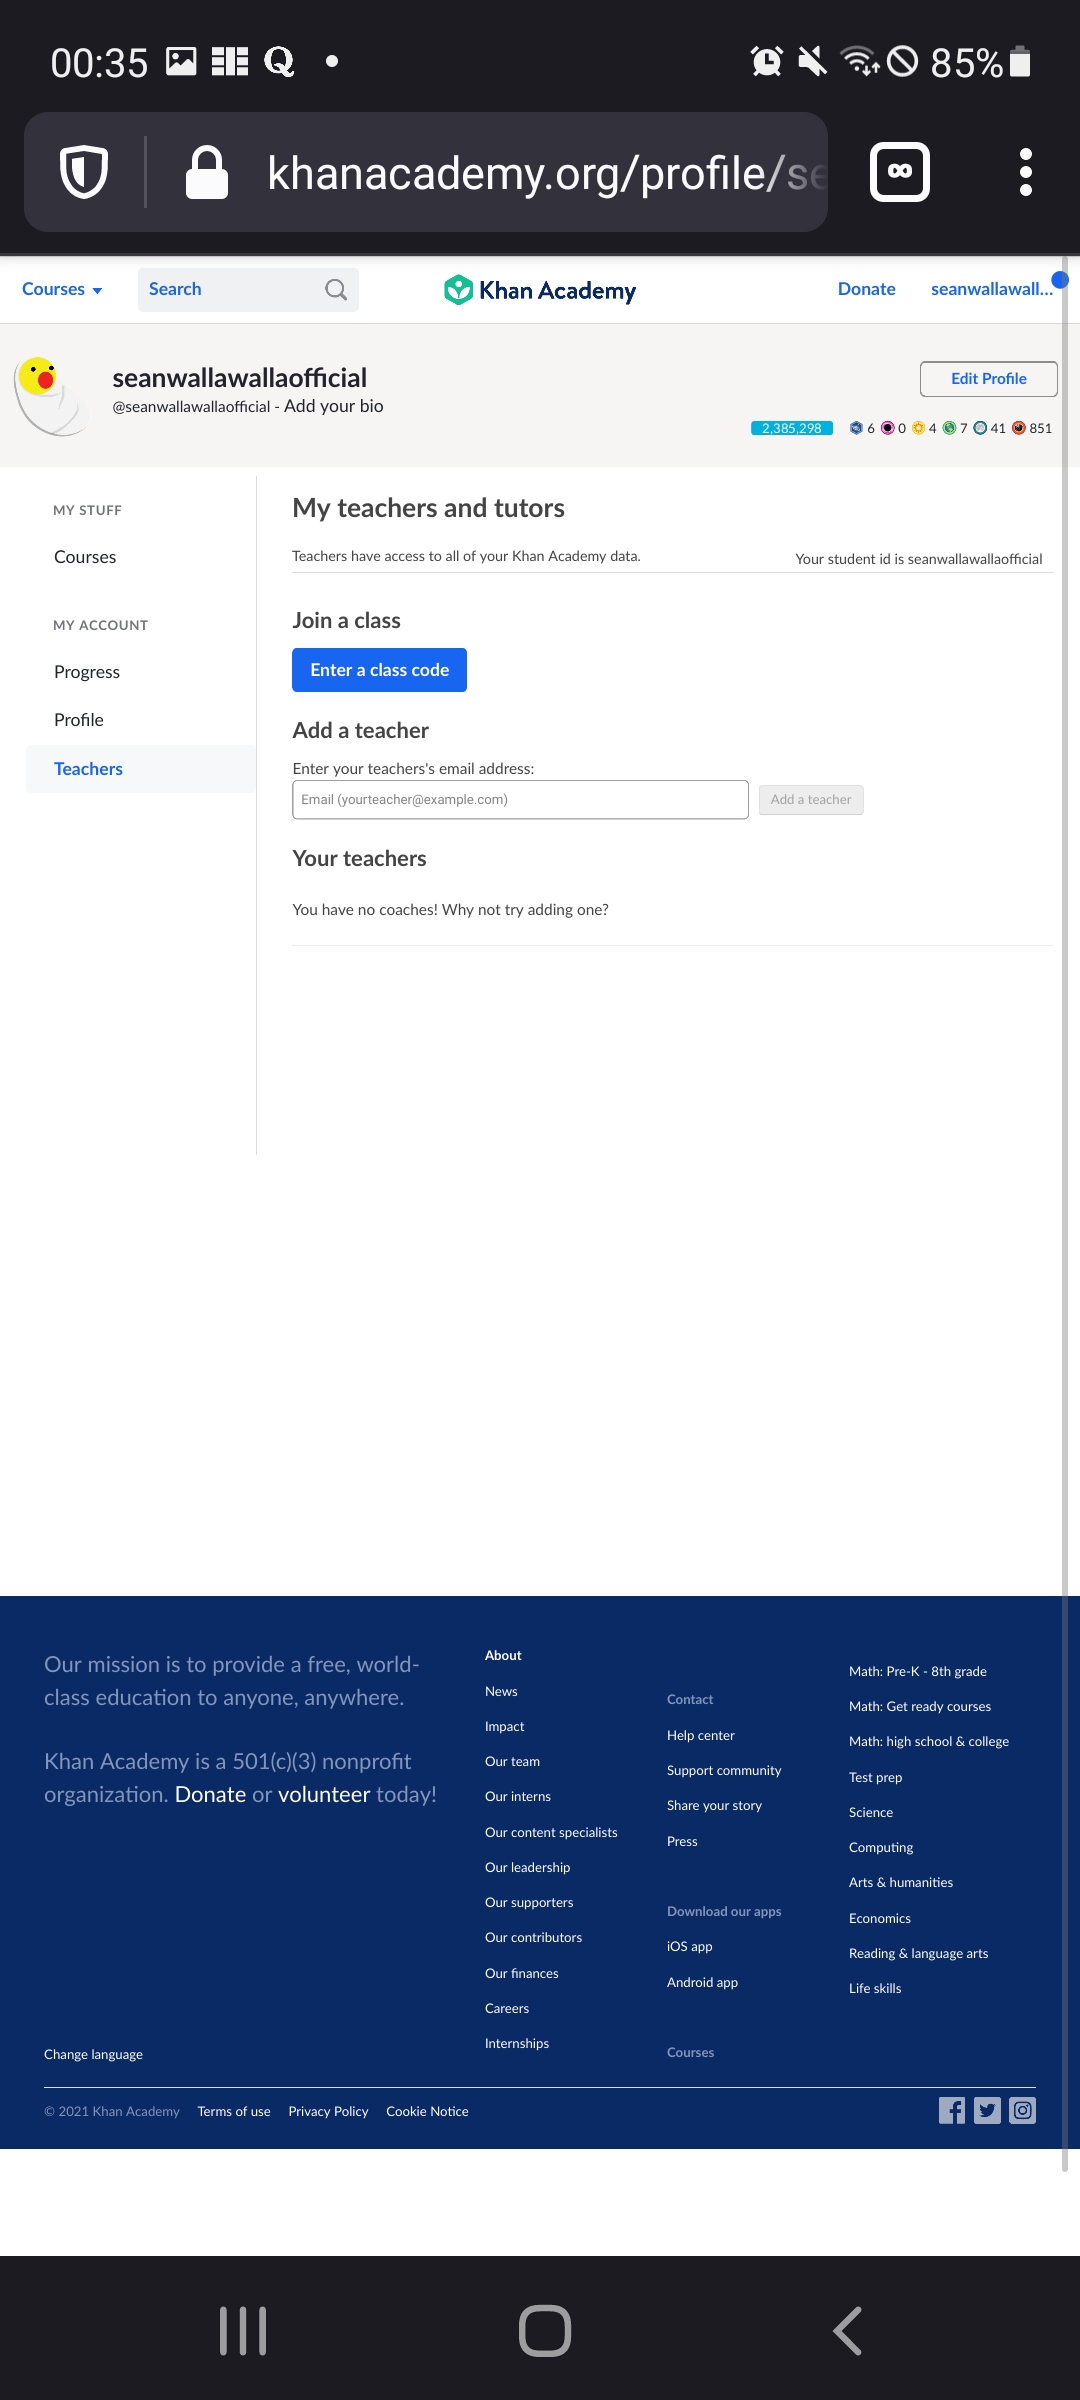 00:35
85%
khanacademy.org/profile/se
Courses
Search
Khan Academy
Donate
seanwallawall...
seanwallawallaofficial
@seanwallawallaofficial - Add your bio
Edit Profile
2,385,298 6 0 4 7 41 851
MY STUFF
Courses
MY ACCOUNT
Progress
Profile
Teachers
My teachers and tutors
Teachers have access to all of your Khan Academy data.
Your student id is seanwallawallaofficial
Join a class
Enter a class code
Add a teacher
Enter your teachers's email address:
Email (yourteacher@example.com)
Add a teacher
Your teachers
You have no coaches! Why not try adding one?
Our mission is to provide a free, world-
class education to anyone, anywhere.
Khan Academy is a 501(c)(3) nonprofit
organization. Donate or volunteer today!
Change language
About
News
Impact
Our team
Our interns
Our content specialists
Our leadership
Our supporters
Our contributors
Our finances
Careers
Internships
Contact
Help center
Support community
Share your story
Press
Download our apps
iOS app
Android app
Courses
Math: Pre-K - 8th grade
Math: Get ready courses
Math: high school & college
Test prep
Science
Computing
Arts & humanities
Economics
Reading & language arts
Life skills
© 2021 Khan Academy
Terms of use
Privacy Policy
Cookie Notice